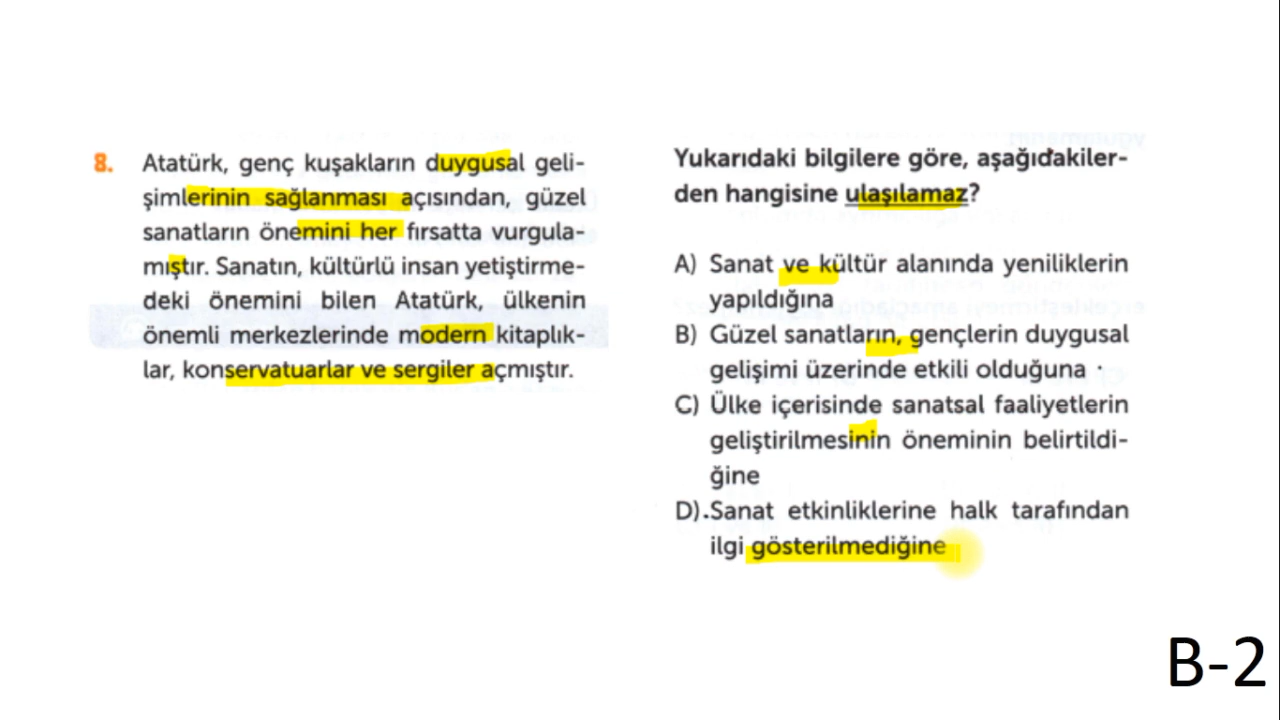 8. Atatürk, genç kuşakların duygusal geli-
şimlerinin sağlanması açısından, güzel
sanatların önemini her fırsatta vurgula-
mıştır. Sanatın, kültürlü insan yetiştirme-
deki önemini bilen Atatürk, ülkenin
önemli merkezlerinde modern kitaplık-
lar, konservatuarlar ve sergiler açmıştır.
Yukarıdaki bilgilere göre, aşağıdakiler-
den hangisine ulaşılamaz?
A) Sanat ve kültür alanında yeniliklerin
yapıldığına
B) Güzel sanatların, gençlerin duygusal
gelişimi üzerinde etkili olduğuna
C) Ülke içerisinde sanatsal faaliyetlerin
geliştirilmesinin öneminin belirtildi-
ğine
D) Sanat etkinliklerine halk tarafından
ilgi gösterilmediğine
B-2